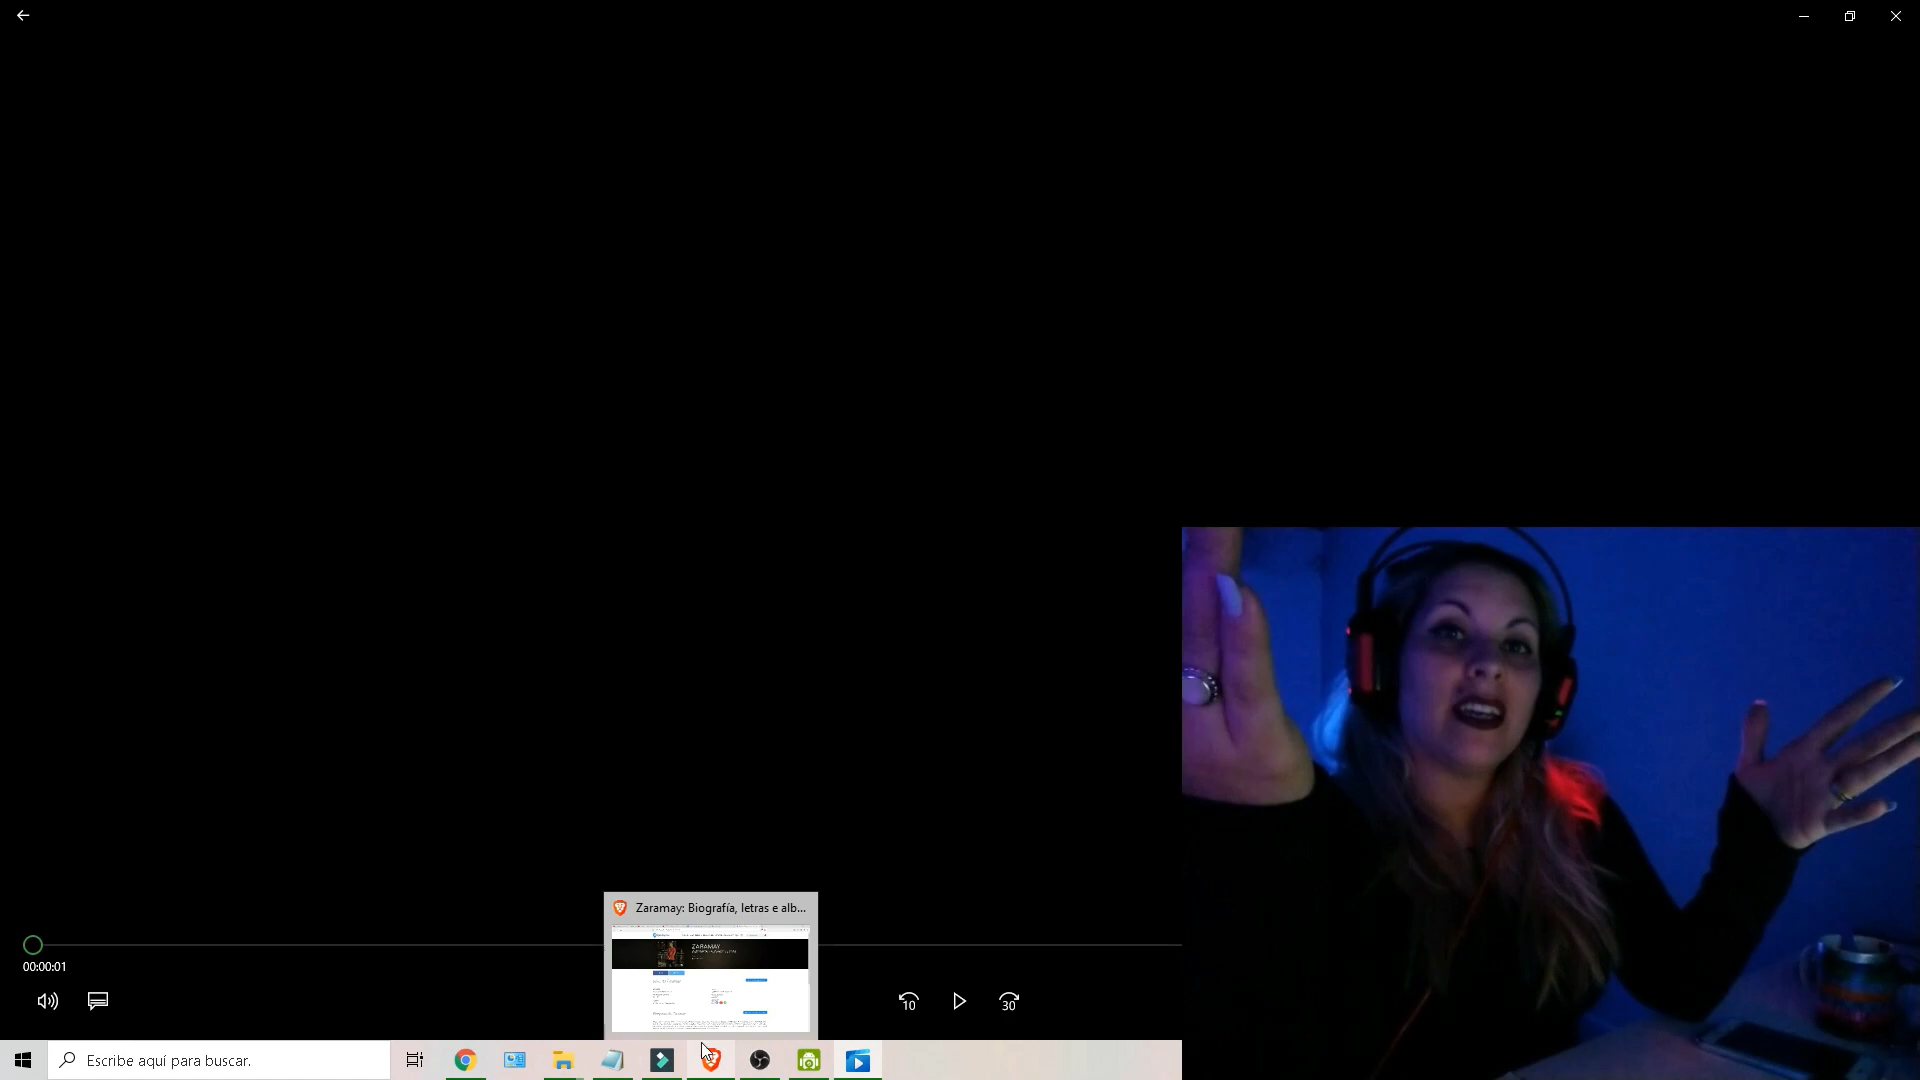 Zaramay: Biografía, letras e alb...
ZARAMAY
00:00:01
10
30
Escribe aquí para buscar.